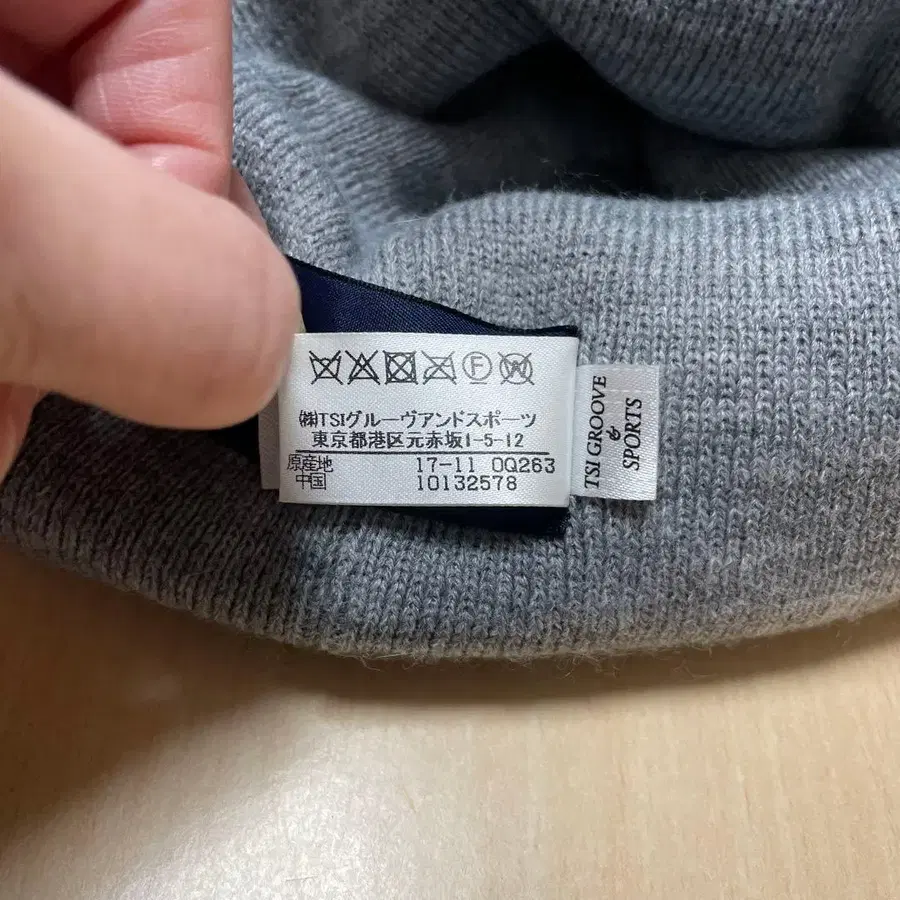 (株)TSIグルーヴアンドスポーツ
東京都港区元赤坂1-5-12
原産地 17-11 0Q263
中国 10132578
TSI GROOVE
&
SPORTS